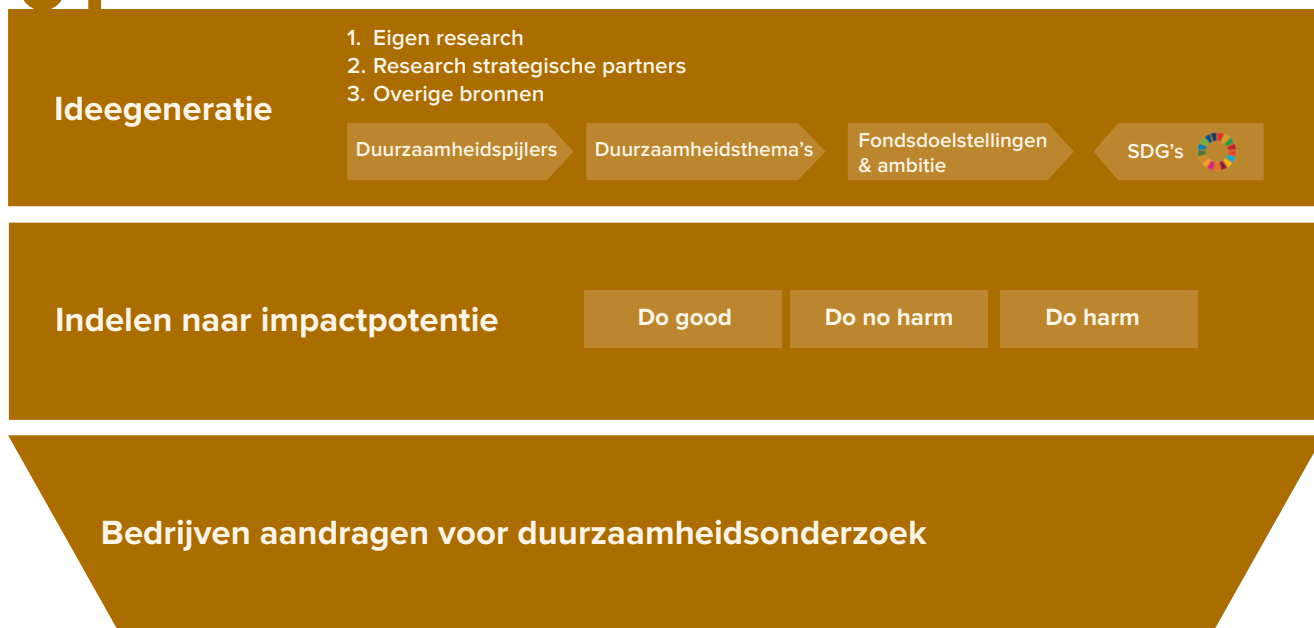 1. Eigen research
2. Research strategische partners
3. Overige bronnen
Ideegeneratie
Duurzaamheidspijlers
Duurzaamheidsthema's
Fondsdoelstellingen
& ambitie
SDG's
Indelen naar impactpotentie
Do good
Do no harm
Do harm
Bedrijven aandragen voor duurzaamheidsonderzoek